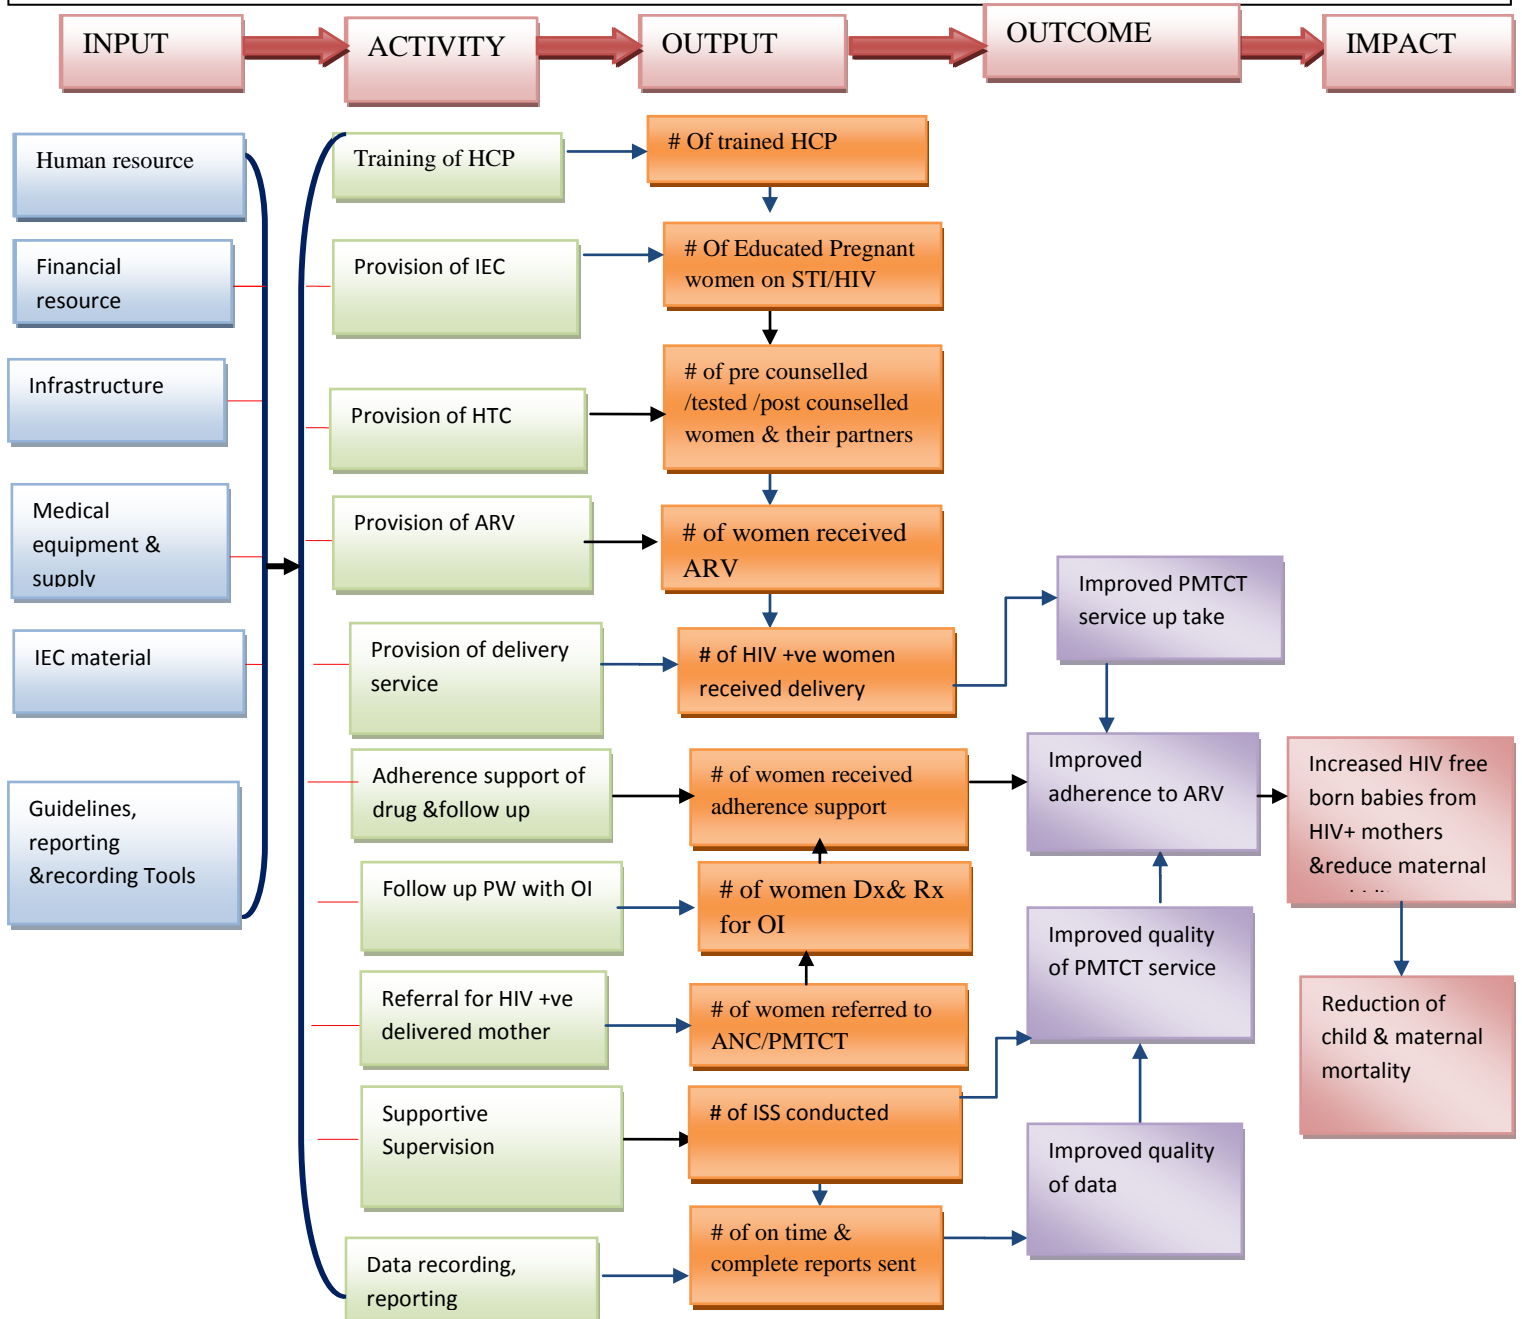 INPUT
ACTIVITY
OUTPUT
OUTCOME
IMPACT
Human resource
Financial
resource
Infrastructure
Medical
equipment &
supply
IEC material
Guidelines,
reporting
&recording Tools
Training of HCP
Provision of IEC
Provision of HTC
Provision of ARV
Provision of delivery
service
Adherence support of
drug &follow up
Follow up PW with OI
Referral for HIV +ve
delivered mother
Supportive
Supervision
Data recording,
reporting
# Of trained HCP
# Of Educated Pregnant
women on STI/HIV
# of pre counselled
/tested /post counselled
women & their partners
# of women received
ARV
# of HIV +ve women
received delivery
# of women received
adherence support
# of women Dx& Rx
for OI
# of women referred to
ANC/PMTCT
# of ISS conducted
# of on time &
complete reports sent
Improved PMTCT
service up take
Improved
adherence to ARV
Improved quality
of PMTCT service
Improved quality
of data
Increased HIV free
born babies from
HIV+ mothers
&reduce maternal
Reduction of
child & maternal
mortality